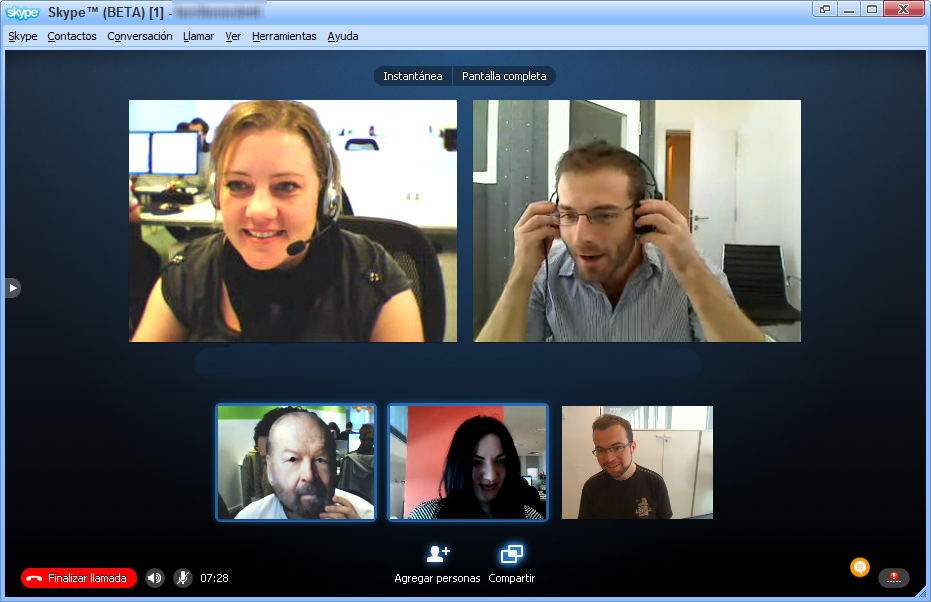 skype Skype™ (BETA) [1] -
Skype Contactos Conversación Llamar Ver Herramientas Ayuda
Instantánea Pantalla completa
Agregar personas Compartir
Finalizar llamada 07:28